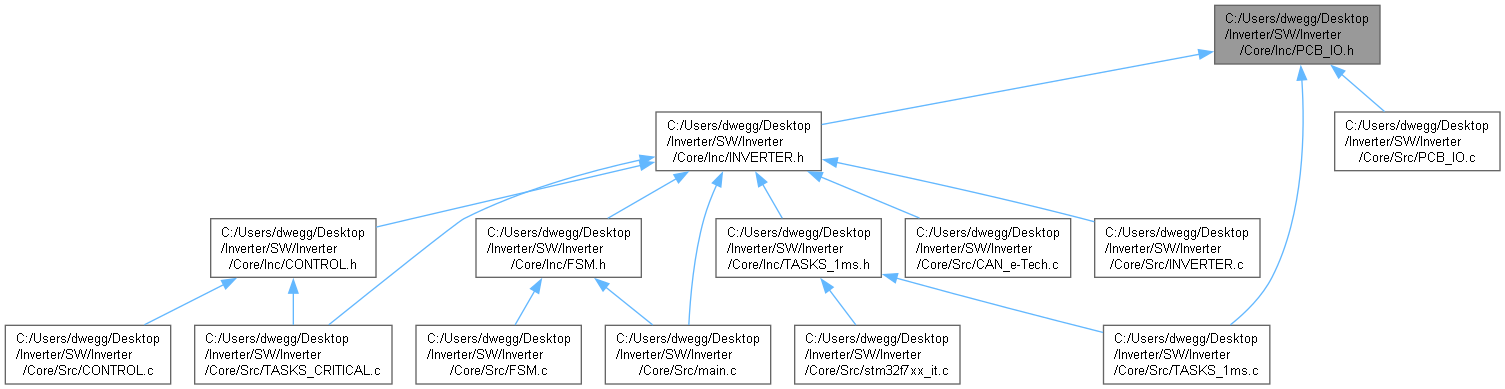 C:/Users/dwegg/Desktop
/Inverter/SW/Inverter
/Core/Inc/PCB_IO.h
C:/Users/dwegg/Desktop
/Inverter/SW/Inverter
/Core/Inc/INVERTER.h
C:/Users/dwegg/Desktop
/Inverter/SW/Inverter
/Core/Src/PCB_IO.c
C:/Users/dwegg/Desktop
/Inverter/SW/Inverter
/Core/Inc/CONTROL.h
C:/Users/dwegg/Desktop
/Inverter/SW/Inverter
/Core/Inc/FSM.h
C:/Users/dwegg/Desktop
/Inverter/SW/Inverter
/Core/Inc/TASKS_1ms.h
C:/Users/dwegg/Desktop
/Inverter/SW/Inverter
/Core/Src/CAN_e-Tech.c
C:/Users/dwegg/Desktop
/Inverter/SW/Inverter
/Core/Src/INVERTER.c
C:/Users/dwegg/Desktop
/Inverter/SW/Inverter
/Core/Src/CONTROL.c
C:/Users/dwegg/Desktop
/Inverter/SW/Inverter
/Core/Src/TASKS_CRITICAL.c
C:/Users/dwegg/Desktop
/Inverter/SW/Inverter
/Core/Src/FSM.c
C:/Users/dwegg/Desktop
/Inverter/SW/Inverter
/Core/Src/main.c
C:/Users/dwegg/Desktop
/Inverter/SW/Inverter
/Core/Src/stm32f7xx_it.c
C:/Users/dwegg/Desktop
/Inverter/SW/Inverter
/Core/Src/TASKS_1ms.c